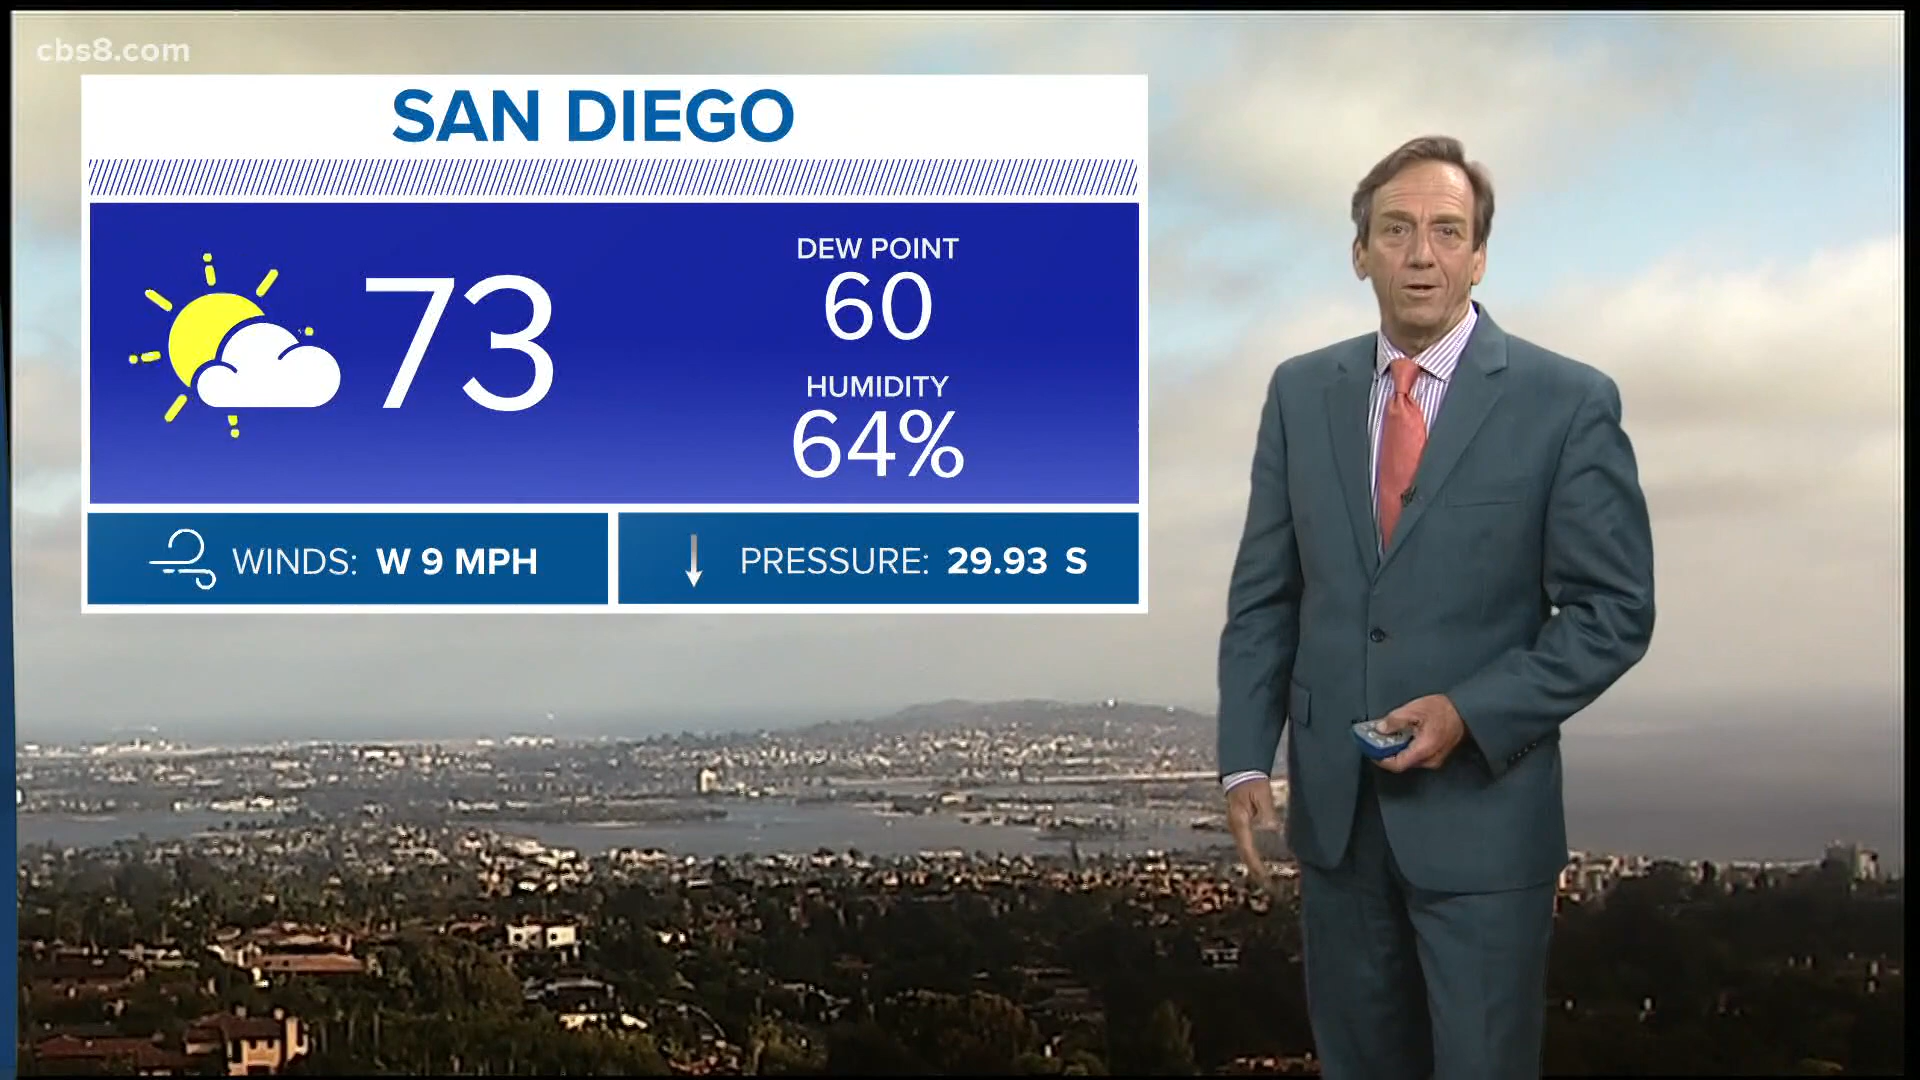 cbs8.com
SAN DIEGO
73
DEW POINT
60
HUMIDITY
64%
WINDS: W 9 MPH
PRESSURE: 29.93 S